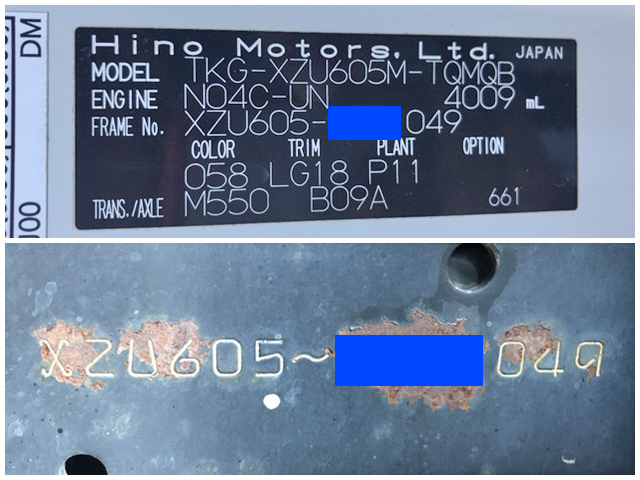 DM
J00
Hino Motors, Ltd. JAPAN
MODEL TKG-XZU605M-TQMQB
ENGINE N04C-UN 4009 mL
FRAME No. XZU605- 049
COLOR TRIM PLANT OPTION
058 LG18 P11
TRANS./AXLE M550 B09A 661
XZU605~ 049